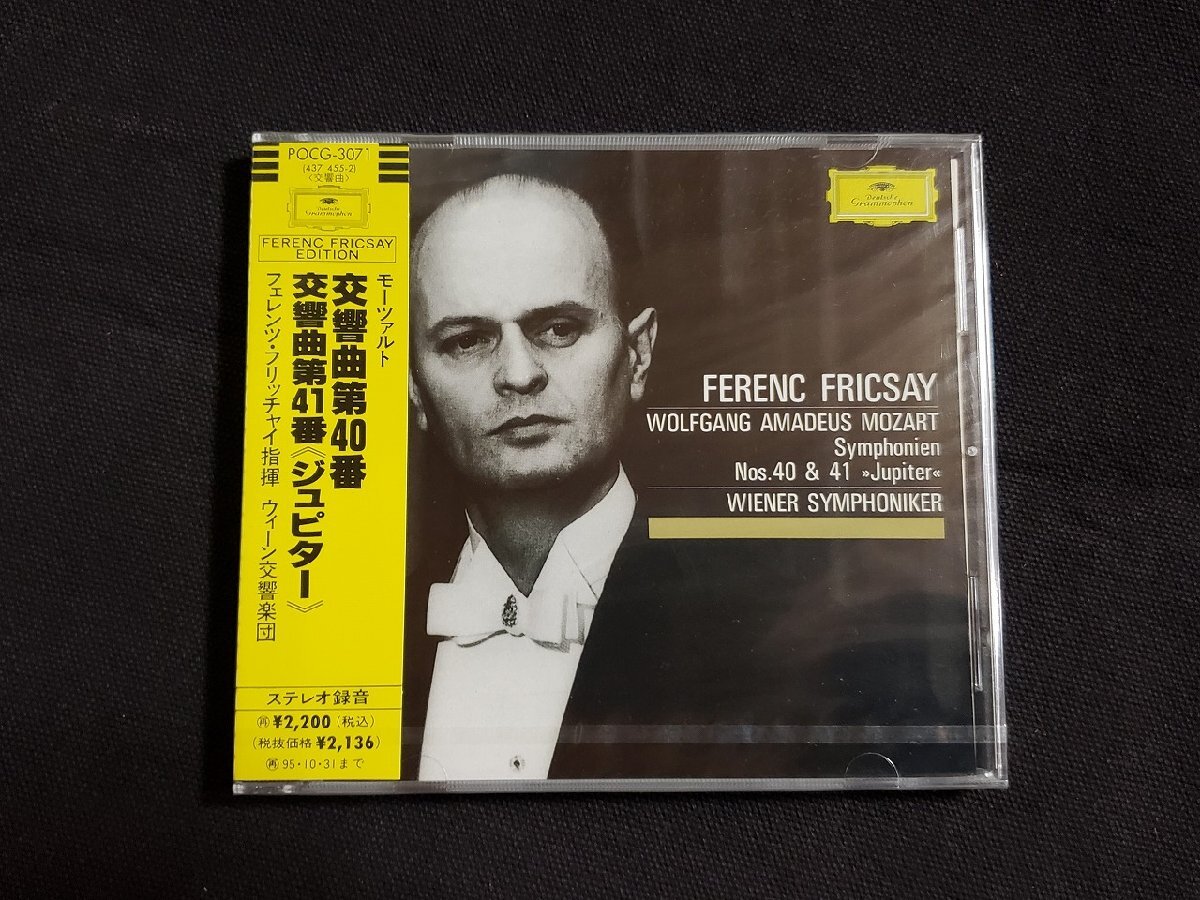 POCG-3071
(437 455-2)
〈交響曲〉
Deutsche
Grammophon
FERENC FRICSAY
EDITION
モーツァルト
交響曲第40番
交響曲第41番《ジュピター》
フェレンツ・フリッチャイ指揮 ウィーン交響楽団
ステレオ録音
㊢¥2,200(税込)
(税抜価格 ¥2,136)
㊢95・10・31まで
Deutsche
Grammophon
FERENC FRICSAY
WOLFGANG AMADEUS MOZART
Symphonien
Nos.40 & 41 »Jupiter«
WIENER SYMPHONIKER